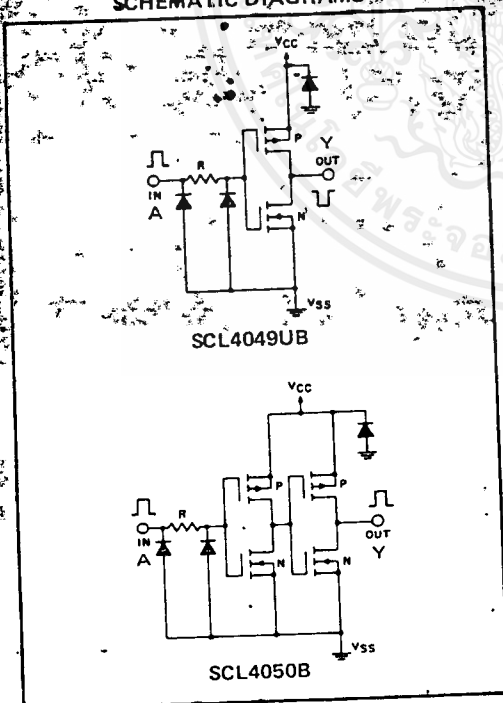 SCHEMATIC DIAGRAMS
VCC
P
Y
OUT
R
IN
A
N
VSS
SCL4049UB
VCC
P
P
R
IN
A
OUT
Y
N
N
VSS
SCL4050B